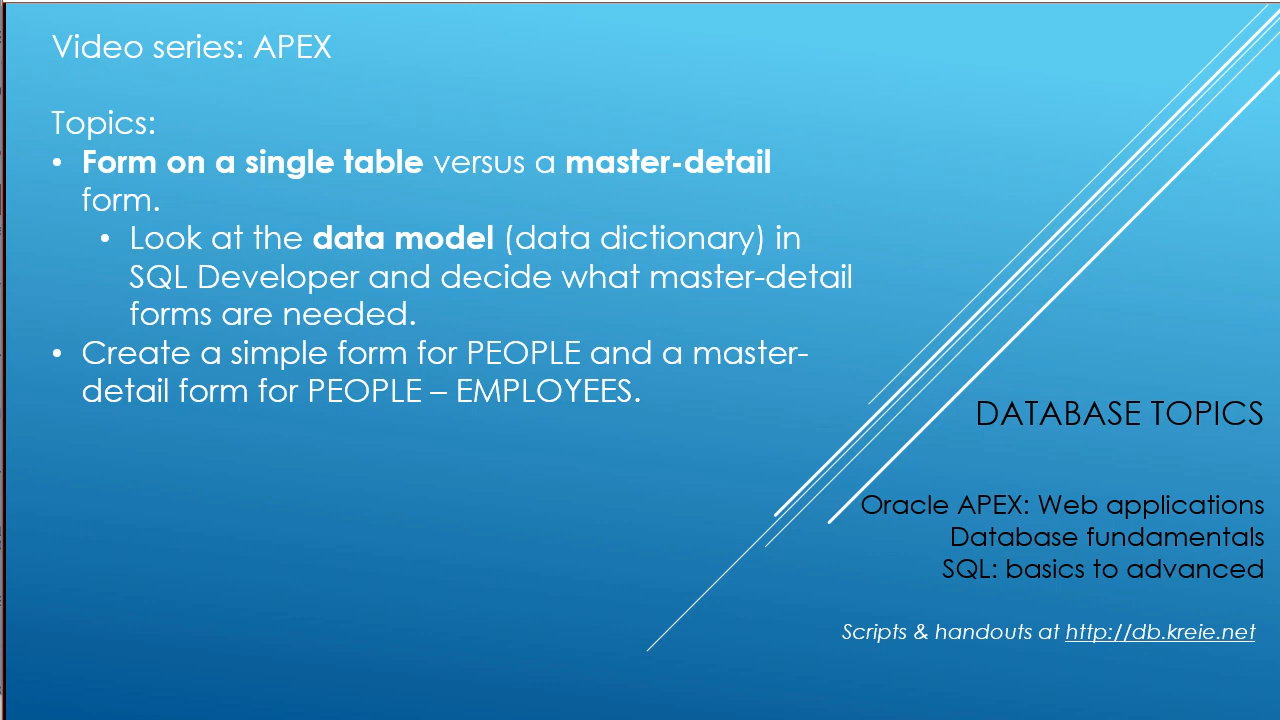 Video series: APEX
Topics:
• Form on a single table versus a master-detail
form.
• Look at the data model (data dictionary) in
SQL Developer and decide what master-detail
forms are needed.
• Create a simple form for PEOPLE and a master-
detail form for PEOPLE – EMPLOYEES.
DATABASE TOPICS
Oracle APEX: Web applications
Database fundamentals
SQL: basics to advanced
Scripts & handouts at http://db.kreie.net